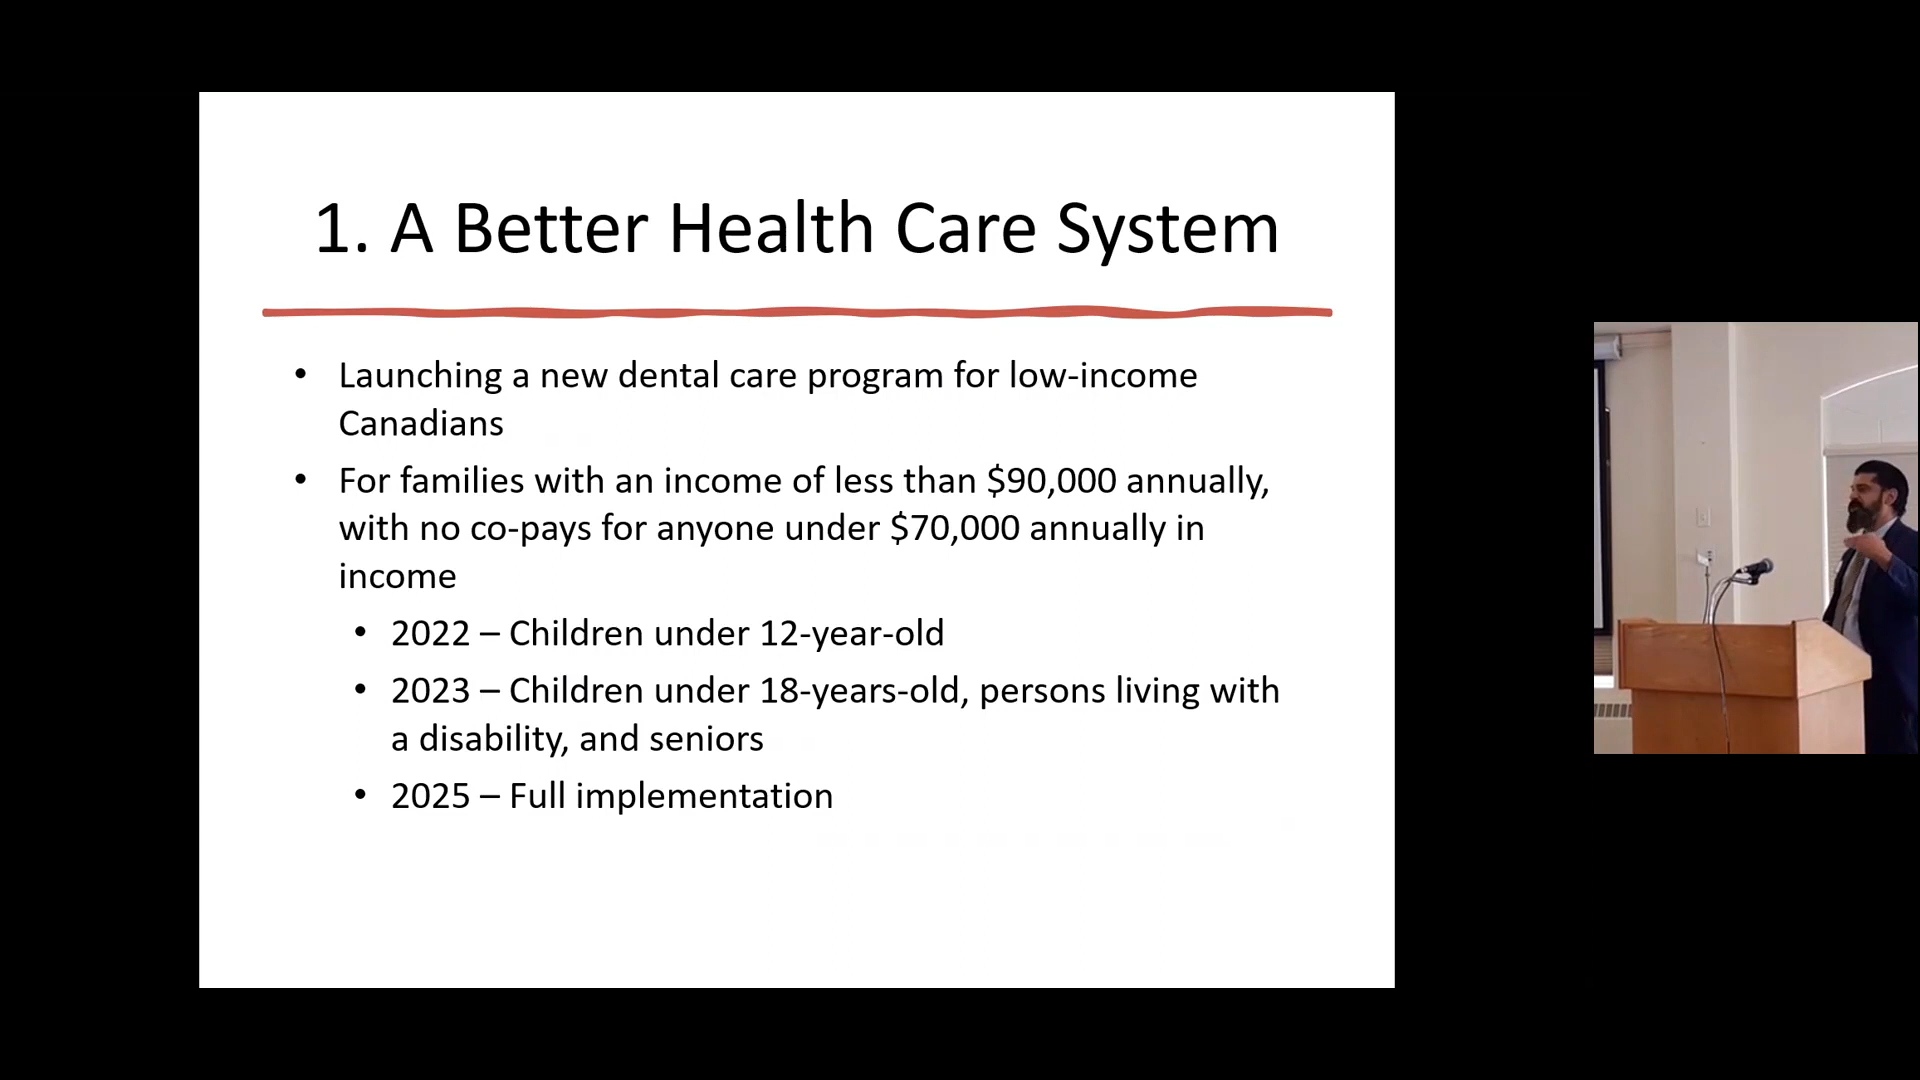 1. A Better Health Care System
• Launching a new dental care program for low-income
Canadians
• For families with an income of less than $90,000 annually,
with no co-pays for anyone under $70,000 annually in
income
• 2022 – Children under 12-year-old
• 2023 – Children under 18-years-old, persons living with
a disability, and seniors
• 2025 – Full implementation